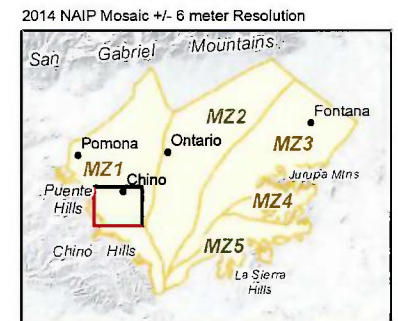 2014 NAIP Mosaic +/- 6 meter Resolution
San Gabriel Mountains
MZ2
Fontana
Pomona
Ontario
MZ3
MZ1
Chino
Jurupa Mtns
Puente
Hills
MZ4
Chino Hills
MZ5
La Sierra
Hills